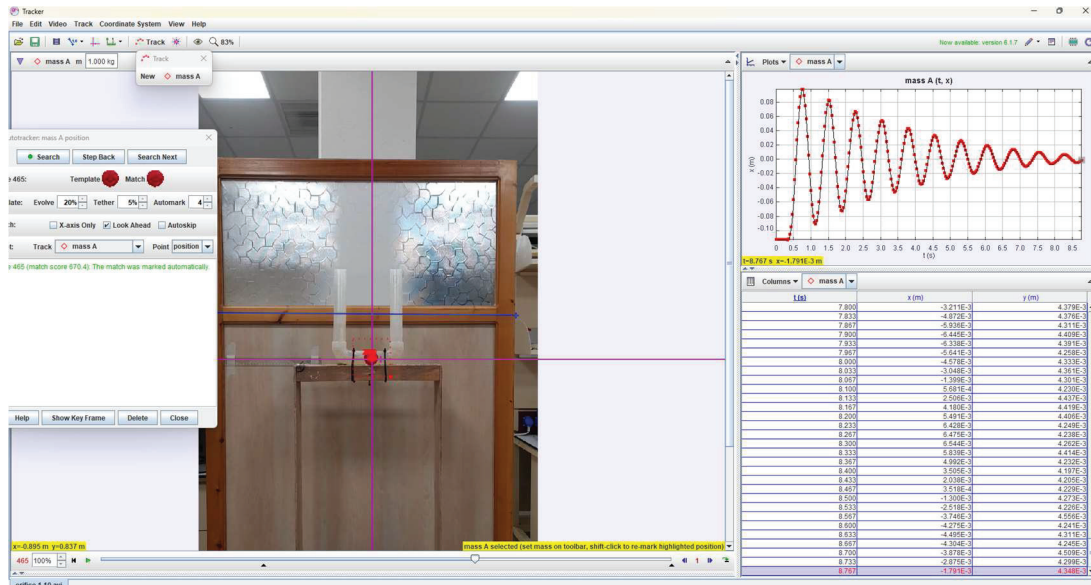 Tracker
File Edit Video Track Coordinate System View Help
Track 83% Now available: version 6.1.7
mass A m 1.000 kg
Track
New mass A
Plots mass A
mass A (t, x)
0.08
0.06
0.04
0.02
0.00
-0.02
-0.04
-0.06
-0.08
-0.10
x (m)
0 0.5 1.0 1.5 2.0 2.5 3.0 3.5 4.0 4.5 5.0 5.5 6.0 6.5 7.0 7.5 8.0 8.5
t (s)
t=8.767 s x=-1.791E-3 m
utotracker: mass A position
Search Step Back Search Next
e 465: Template Match
late: Evolve 20% Tether 5% Automark 4
h: X-axis Only Look Ahead Autoskip
t: Track mass A Point position
e 465 (match score 670.4). The match was marked automatically.
Help Show Key Frame Delete Close
x=-0.895 m y=0.837 m
mass A selected (set mass on toolbar, shift-click to re-mark highlighted position)
465 100% 1
orifice 1 10.avi
Columns mass A
t (s) x (m) y (m)
7.800 -3.211E-3 4.379E-3
7.833 -4.872E-3 4.376E-3
7.867 -5.936E-3 4.311E-3
7.900 -6.445E-3 4.409E-3
7.933 -6.338E-3 4.391E-3
7.967 -5.641E-3 4.258E-3
8.000 -4.578E-3 4.333E-3
8.033 -3.048E-3 4.361E-3
8.067 -1.399E-3 4.301E-3
8.100 5.681E-4 4.230E-3
8.133 2.506E-3 4.437E-3
8.167 4.180E-3 4.419E-3
8.200 5.491E-3 4.406E-3
8.233 6.428E-3 4.249E-3
8.267 6.475E-3 4.238E-3
8.300 6.544E-3 4.262E-3
8.333 5.839E-3 4.414E-3
8.367 4.992E-3 4.232E-3
8.400 3.505E-3 4.197E-3
8.433 2.038E-3 4.205E-3
8.467 3.518E-4 4.229E-3
8.500 -1.300E-3 4.273E-3
8.533 -2.518E-3 4.226E-3
8.567 -3.746E-3 4.556E-3
8.600 -4.275E-3 4.241E-3
8.633 -4.495E-3 4.311E-3
8.667 -4.304E-3 4.245E-3
8.700 -3.878E-3 4.509E-3
8.733 -2.875E-3 4.299E-3
8.767 -1.791E-3 4.348E-3